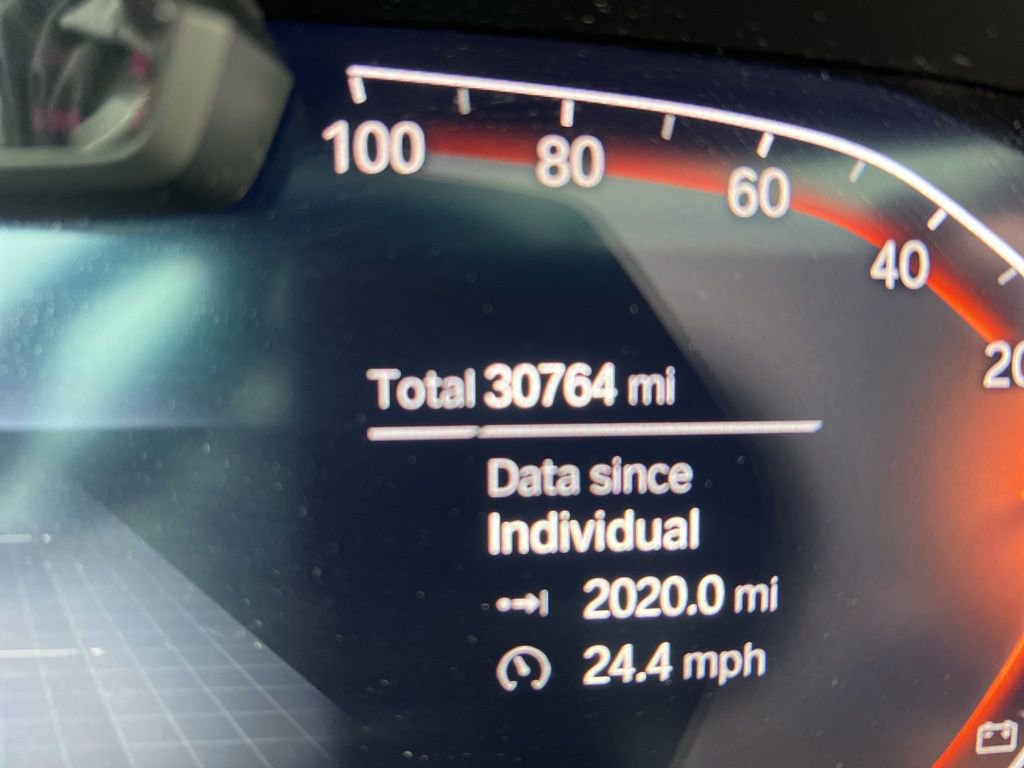 100
80
60
40
20
Total 30764 mi
Data since
Individual
2020.0 mi
24.4 mph